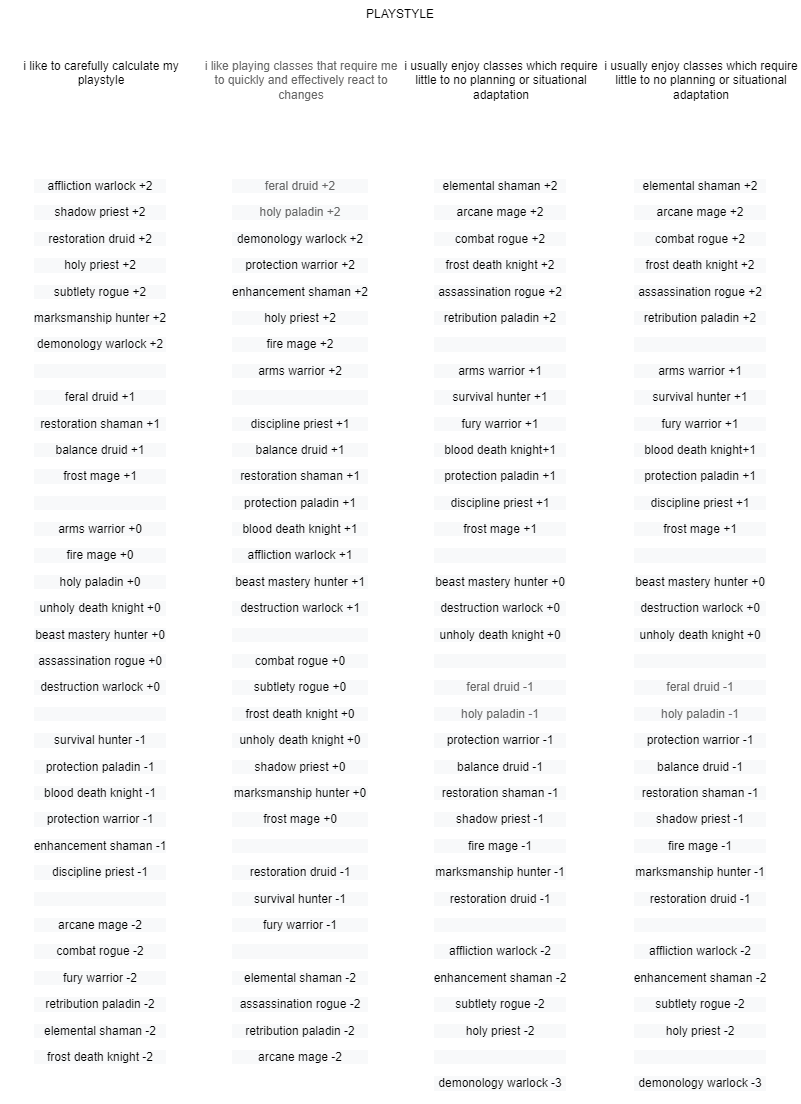 PLAYSTYLE
i like to carefully calculate my
playstyle
affliction warlock +2
shadow priest +2
restoration druid +2
holy priest +2
subtlety rogue +2
marksmanship hunter +2
demonology warlock +2
feral druid +1
restoration shaman +1
balance druid +1
frost mage +1
arms warrior +0
fire mage +0
holy paladin +0
unholy death knight +0
beast mastery hunter +0
assassination rogue +0
destruction warlock +0
survival hunter -1
protection paladin -1
blood death knight -1
protection warrior -1
enhancement shaman -1
discipline priest -1
arcane mage -2
combat rogue -2
fury warrior -2
retribution paladin -2
elemental shaman -2
frost death knight -2
i like playing classes that require me
to quickly and effectively react to
changes
feral druid +2
holy paladin +2
demonology warlock +2
protection warrior +2
enhancement shaman +2
holy priest +2
fire mage +2
arms warrior +2
discipline priest +1
balance druid +1
restoration shaman +1
protection paladin +1
blood death knight +1
affliction warlock +1
beast mastery hunter +1
destruction warlock +1
combat rogue +0
subtlety rogue +0
frost death knight +0
unholy death knight +0
shadow priest +0
marksmanship hunter +0
frost mage +0
restoration druid -1
survival hunter -1
fury warrior -1
elemental shaman -2
assassination rogue -2
retribution paladin -2
arcane mage -2
i usually enjoy classes which require
little to no planning or situational
adaptation
elemental shaman +2
arcane mage +2
combat rogue +2
frost death knight +2
assassination rogue +2
retribution paladin +2
arms warrior +1
survival hunter +1
fury warrior +1
blood death knight+1
protection paladin +1
discipline priest +1
frost mage +1
beast mastery hunter +0
destruction warlock +0
unholy death knight +0
feral druid -1
holy paladin -1
protection warrior -1
balance druid -1
restoration shaman -1
shadow priest -1
fire mage -1
marksmanship hunter -1
restoration druid -1
affliction warlock -2
enhancement shaman -2
subtlety rogue -2
holy priest -2
demonology warlock -3
i usually enjoy classes which require
little to no planning or situational
adaptation
elemental shaman +2
arcane mage +2
combat rogue +2
frost death knight +2
assassination rogue +2
retribution paladin +2
arms warrior +1
survival hunter +1
fury warrior +1
blood death knight+1
protection paladin +1
discipline priest +1
frost mage +1
beast mastery hunter +0
destruction warlock +0
unholy death knight +0
feral druid -1
holy paladin -1
protection warrior -1
balance druid -1
restoration shaman -1
shadow priest -1
fire mage -1
marksmanship hunter -1
restoration druid -1
affliction warlock -2
enhancement shaman -2
subtlety rogue -2
holy priest -2
demonology warlock -3